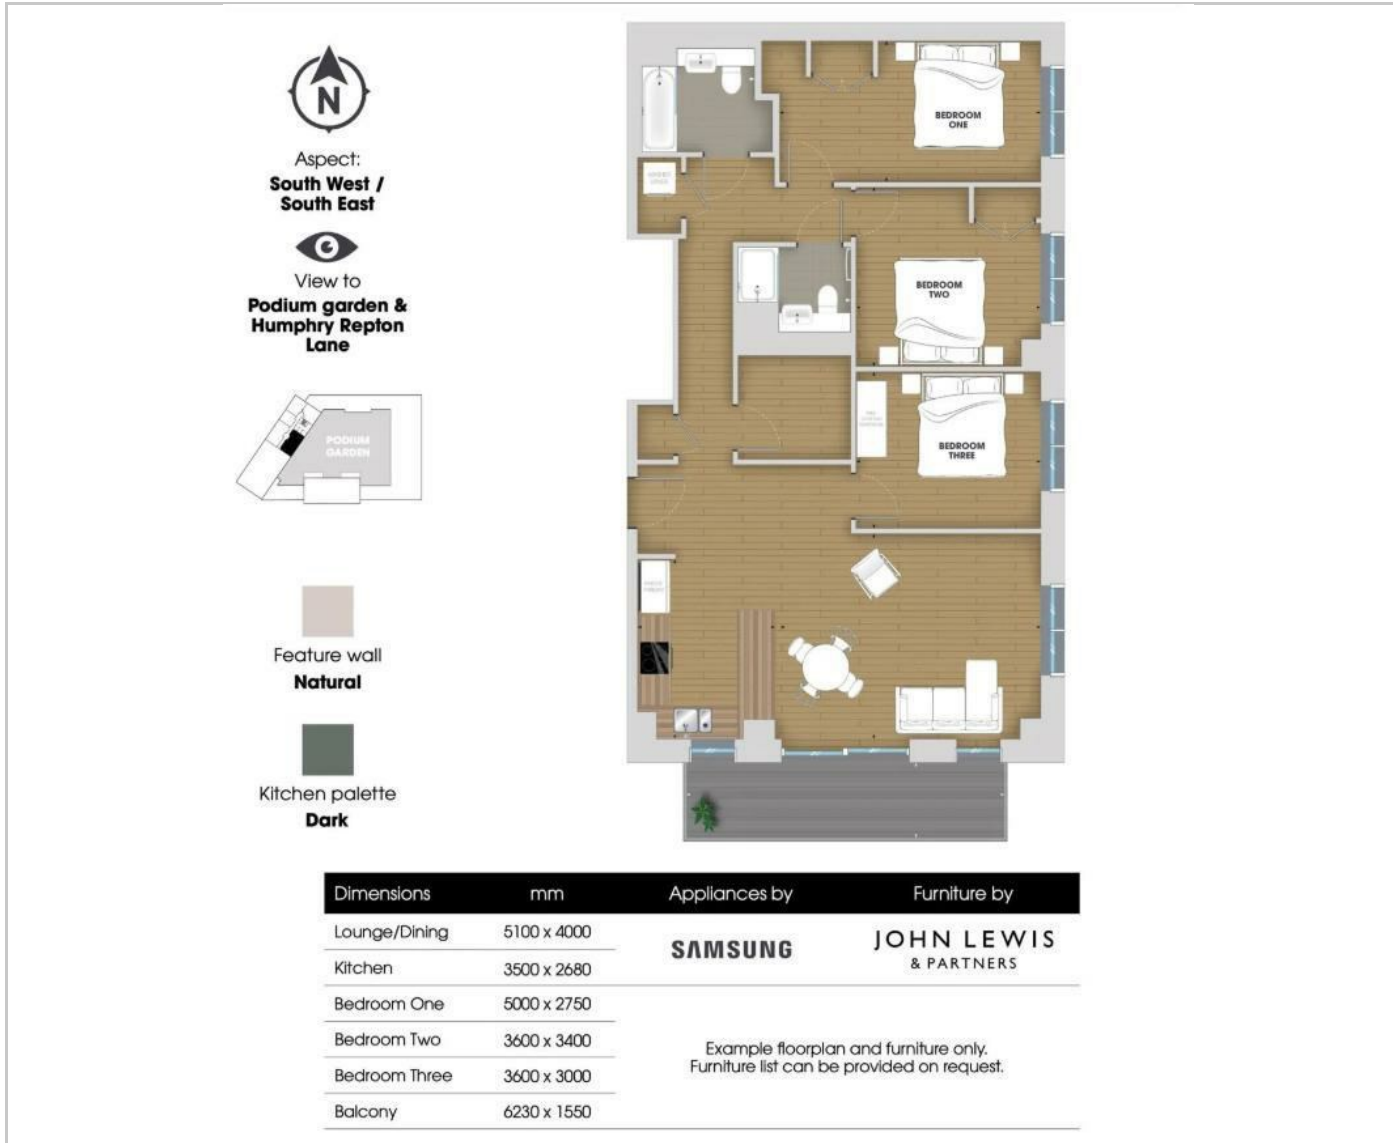 N
Aspect:
South West /
South East
View to
Podium garden &
Humphry Repton
Lane
PODIUM
GARDEN
Feature wall
Natural
Kitchen palette
Dark
BEDROOM
ONE
BEDROOM
TWO
BEDROOM
THREE
Dimensions mm Appliances by Furniture by
Lounge/Dining 5100 x 4000
Kitchen 3500 x 2680
SAMSUNG
JOHN LEWIS
& PARTNERS
Bedroom One 5000 x 2750
Bedroom Two 3600 x 3400
Bedroom Three 3600 x 3000
Balcony 6230 x 1550
Example floorplan and furniture only.
Furniture list can be provided on request.